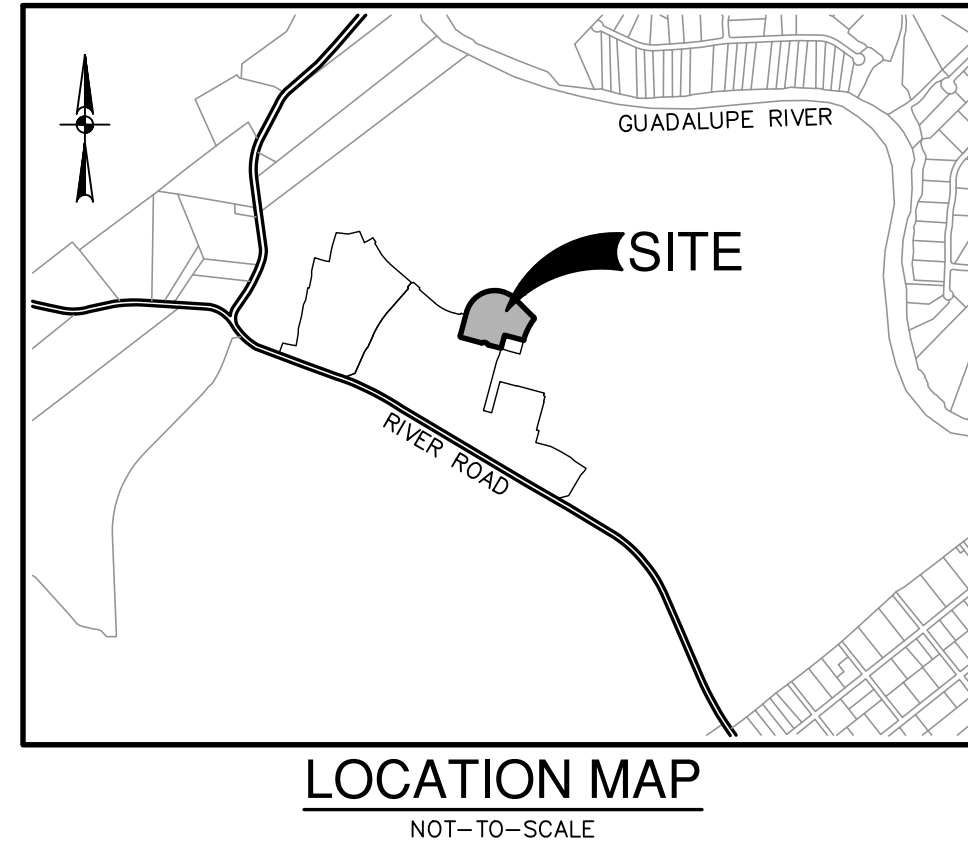 GUADALUPE RIVER
SITE
RIVER ROAD
LOCATION MAP
NOT-TO-SCALE